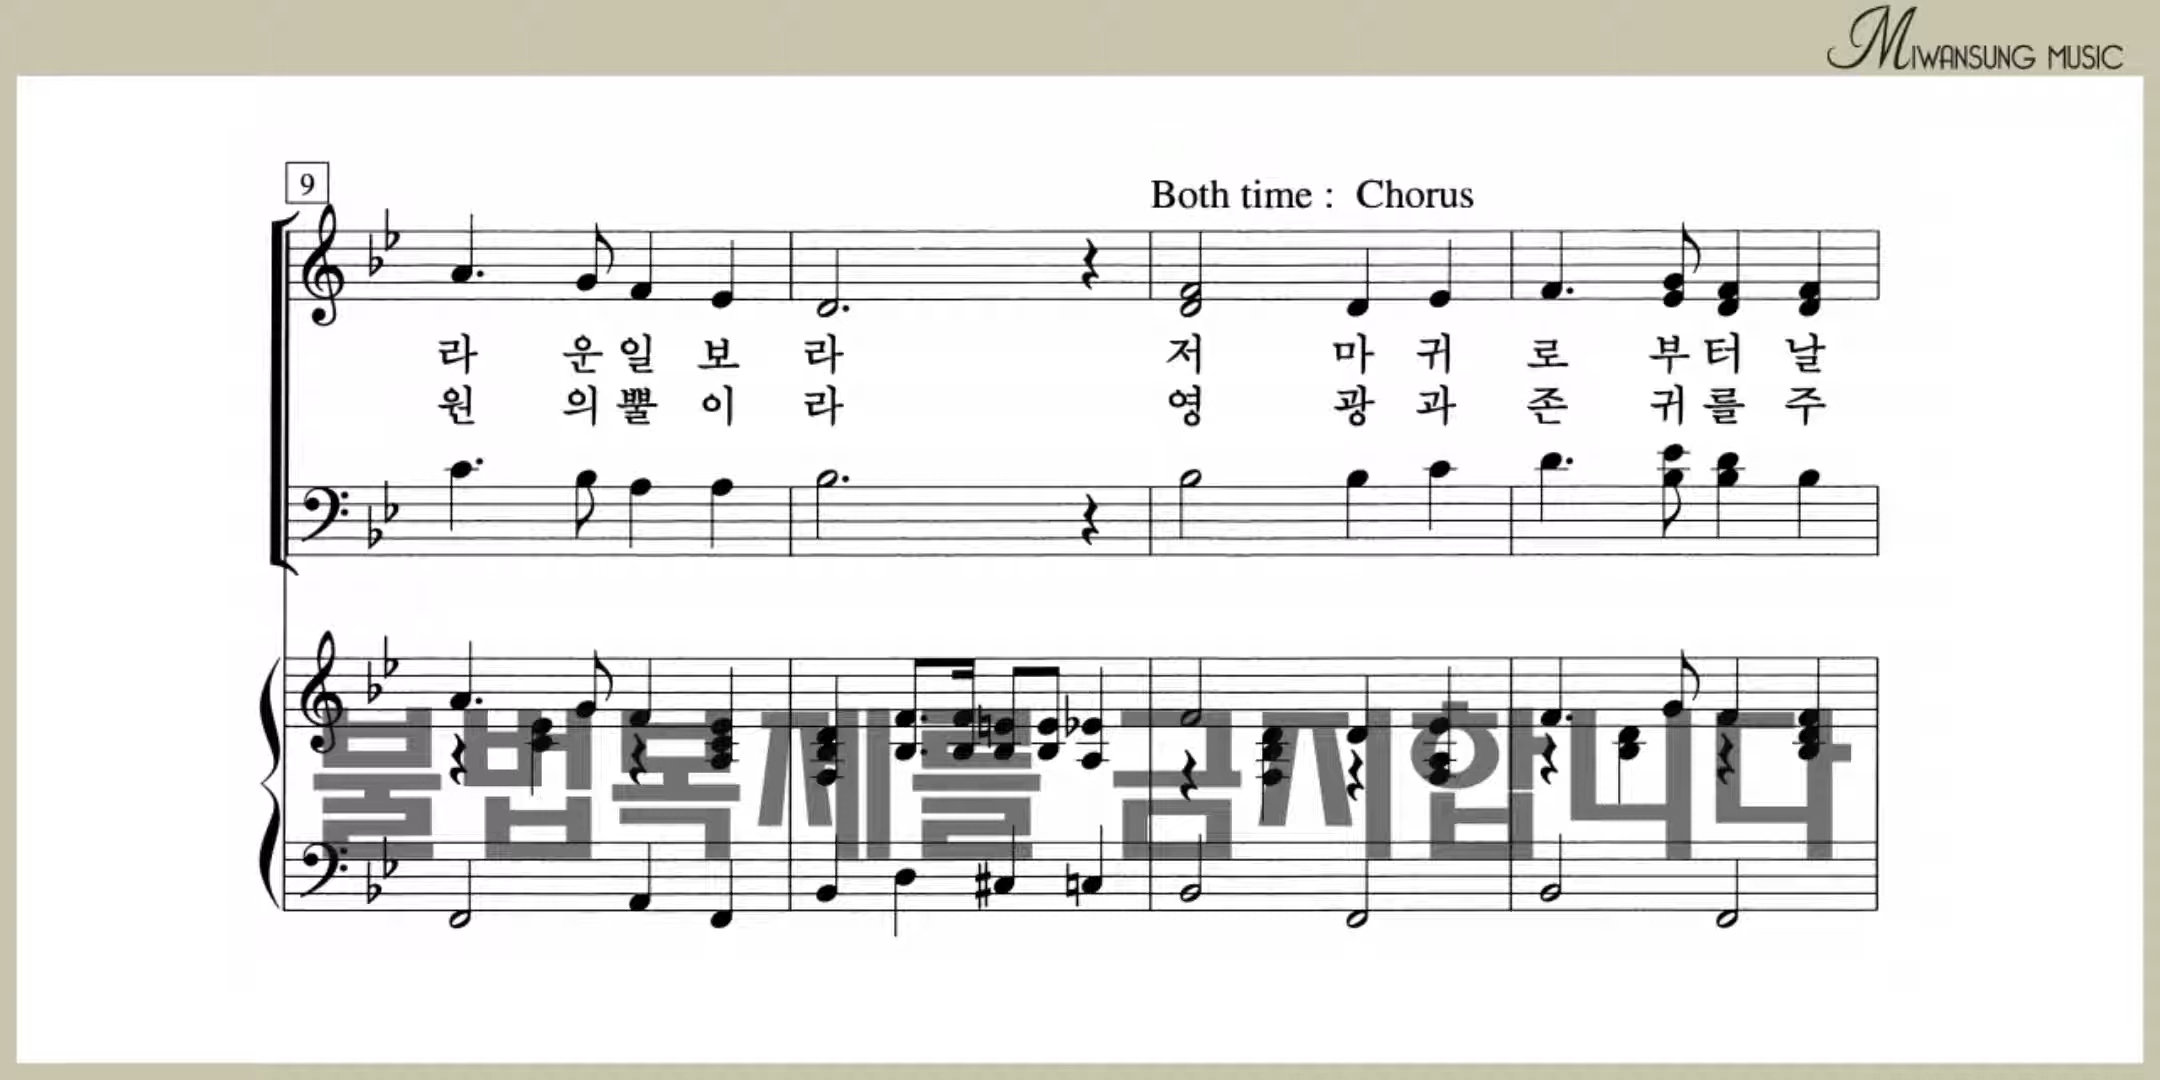 MIWANSUNG MUSIC
9
Both time : Chorus
라 운 일 보 라 저 마 귀 로 부 터 날
원 의 뿔 이 라 영 광 과 존 귀 를 주
불법복제를 금지합니다